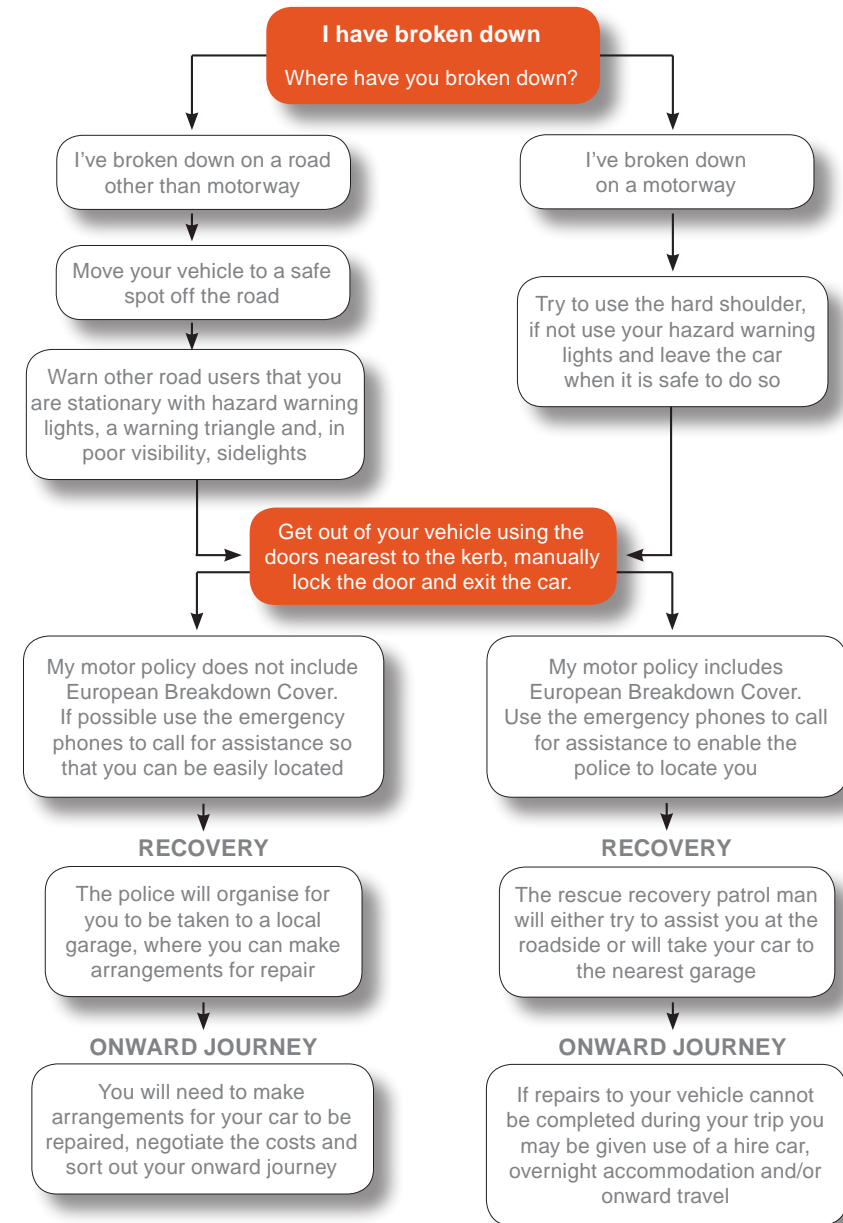 I have broken down
Where have you broken down?
I’ve broken down on a road
other than motorway
I’ve broken down
on a motorway
Move your vehicle to a safe
spot off the road
Try to use the hard shoulder,
if not use your hazard warning
lights and leave the car
when it is safe to do so
Warn other road users that you
are stationary with hazard warning
lights, a warning triangle and, in
poor visibility, sidelights
Get out of your vehicle using the
doors nearest to the kerb, manually
lock the door and exit the car.
My motor policy does not include
European Breakdown Cover.
If possible use the emergency
phones to call for assistance so
that you can be easily located
My motor policy includes
European Breakdown Cover.
Use the emergency phones to call
for assistance to enable the
police to locate you
RECOVERY
The police will organise for
you to be taken to a local
garage, where you can make
arrangements for repair
RECOVERY
The rescue recovery patrol man
will either try to assist you at the
roadside or will take your car to
the nearest garage
ONWARD JOURNEY
You will need to make
arrangements for your car to be
repaired, negotiate the costs and
sort out your onward journey
ONWARD JOURNEY
If repairs to your vehicle cannot
be completed during your trip you
may be given use of a hire car,
overnight accommodation and/or
onward travel